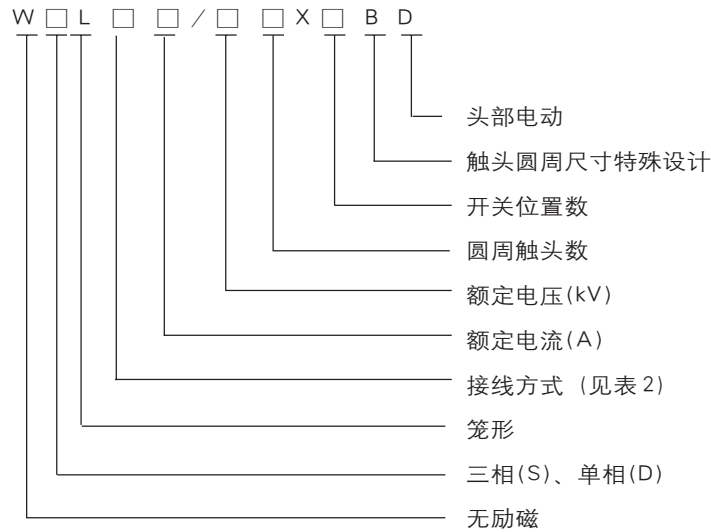 W □ L □ □ / □ □ X □ B D
头部电动
触头圆周尺寸特殊设计
开关位置数
圆周触头数
额定电压(kV)
额定电流(A)
接线方式 (见表2)
笼形
三相(S)、单相(D)
无励磁